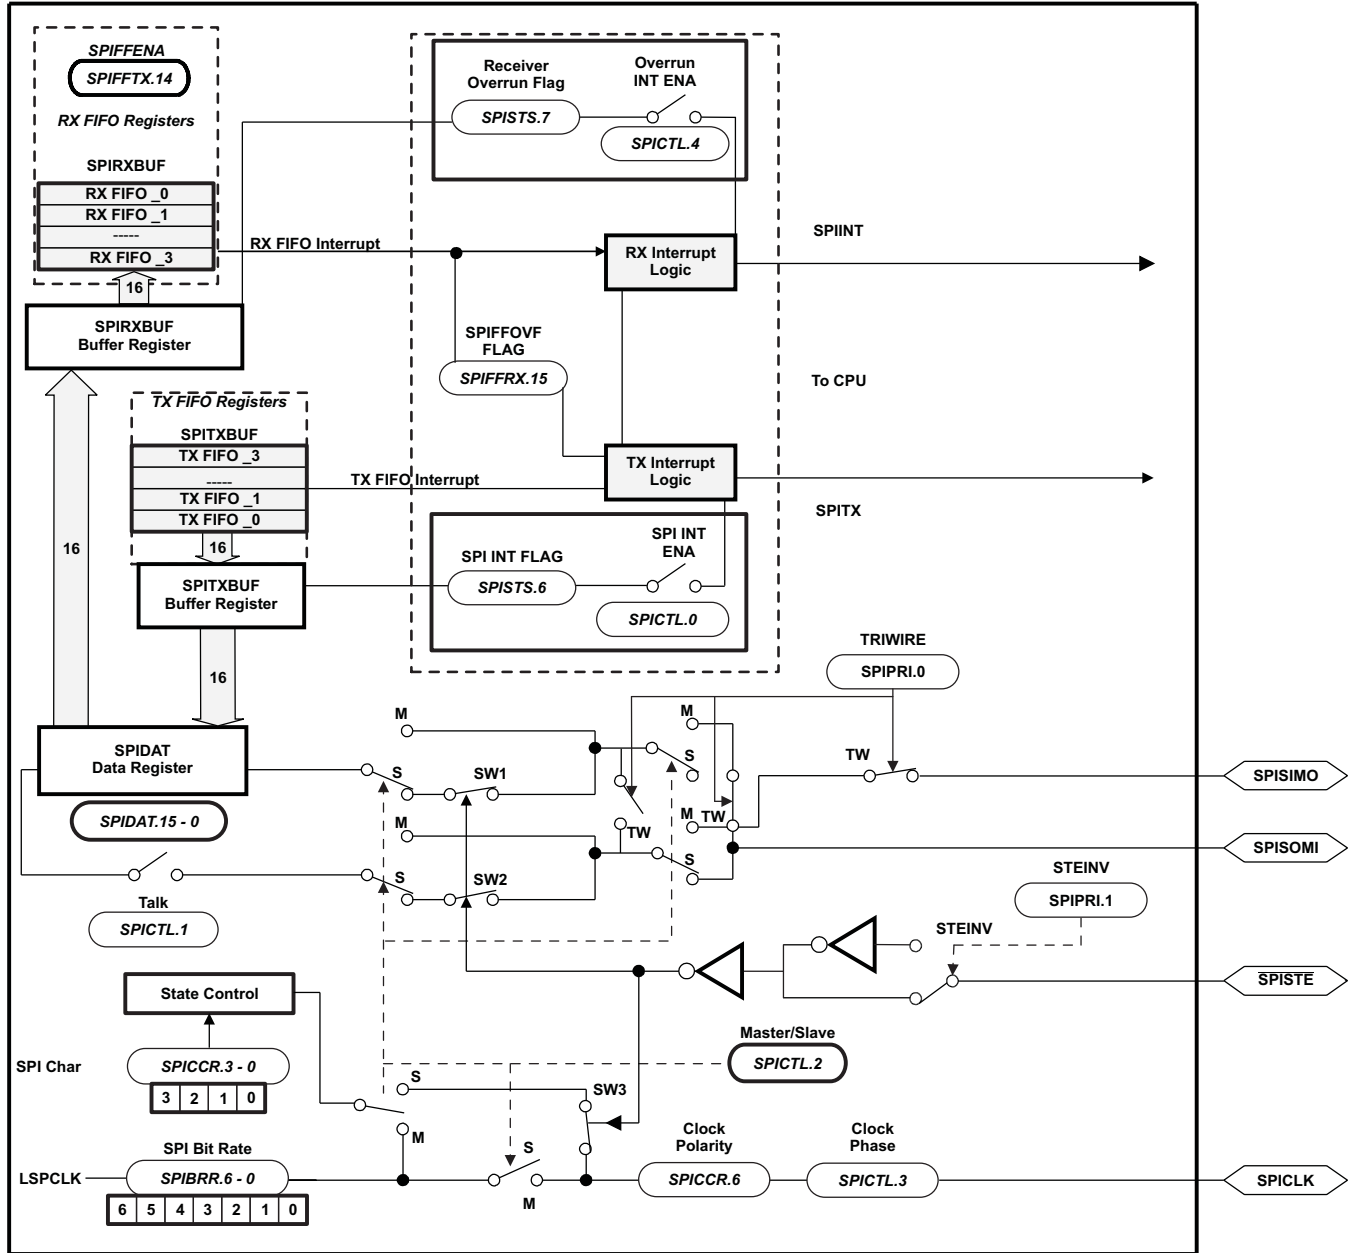 SPIFFENA
SPIFFTX.14
RX FIFO Registers
SPIRXBUF
RX FIFO _0
RX FIFO _1
-----
RX FIFO _3
16
SPIRXBUF
Buffer Register
Receiver
Overrun Flag
SPISTS.7
Overrun
INT ENA
SPICTL.4
RX FIFO Interrupt
RX Interrupt
Logic
SPIINT
SPIFFOVF
FLAG
SPIFFRX.15
To CPU
TX FIFO Registers
SPITXBUF
TX FIFO _3
-----
TX FIFO _1
TX FIFO _0
16
TX FIFO Interrupt
TX Interrupt
Logic
SPITX
16
SPITXBUF
Buffer Register
SPI INT FLAG
SPISTS.6
SPI INT
ENA
SPICTL.0
16
TRIWIRE
SPIPRI.0
SPIDAT
Data Register
SPIDAT.15 - 0
M
S
SW1
M
S
TW
SPISIMO
M
TW
TW
M
S
SW2
S
SPISOMI
Talk
SPICTL.1
STEINV
SPIPRI.1
STEINV
SPISTE
State Control
SPI Char
SPICCR.3 - 0
3 2 1 0
Master/Slave
SPICTL.2
S
SW3
M
SPI Bit Rate
LSPCLK
SPIBRR.6 - 0
6 5 4 3 2 1 0
S
M
Clock
Polarity
SPICCR.6
Clock
Phase
SPICTL.3
SPICLK